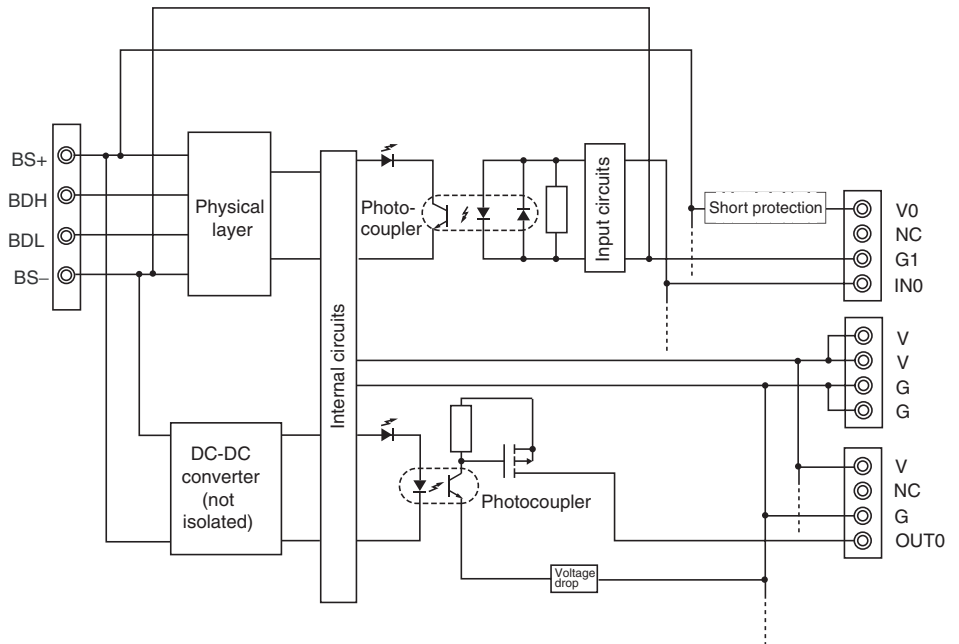 BS+
BDH
BDL
BS–
Physical
layer
Photo-
coupler
Input circuits
Short protection
V0
NC
G1
IN0
Internal circuits
V
V
G
G
DC-DC
converter
(not
isolated)
Photocoupler
Voltage
drop
V
NC
G
OUT0